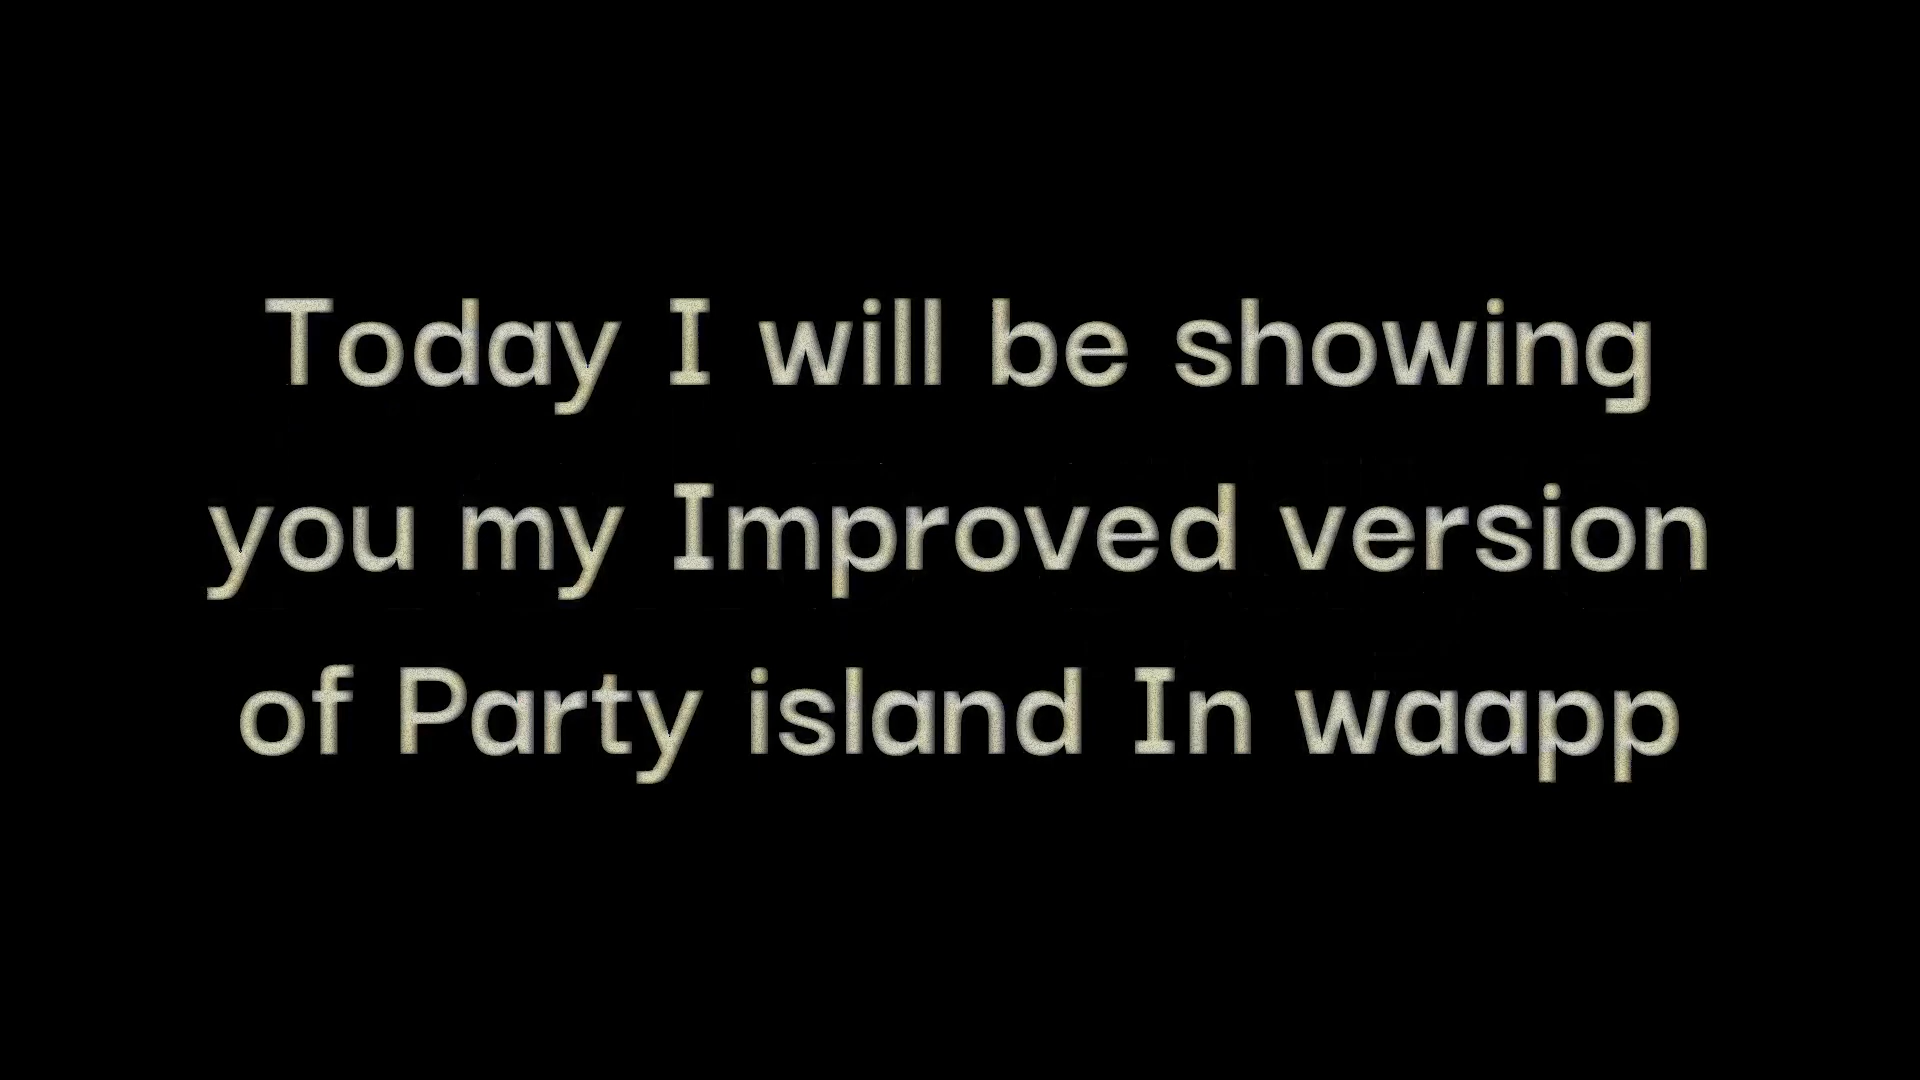 Today I will be showing
you my Improved version
of Party island In waapp